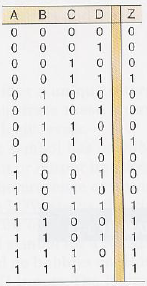 A B C D Z
0 0 0 0 0
0 0 0 1 0
0 0 1 0 0
0 0 1 1 1
0 1 0 0 0
0 1 0 1 0
0 1 1 0 0
0 1 1 1 1
1 0 0 0 0
1 0 0 1 0
1 0 1 0 0
1 0 1 1 1
1 1 0 0 1
1 1 0 1 1
1 1 1 0 1
1 1 1 1 1